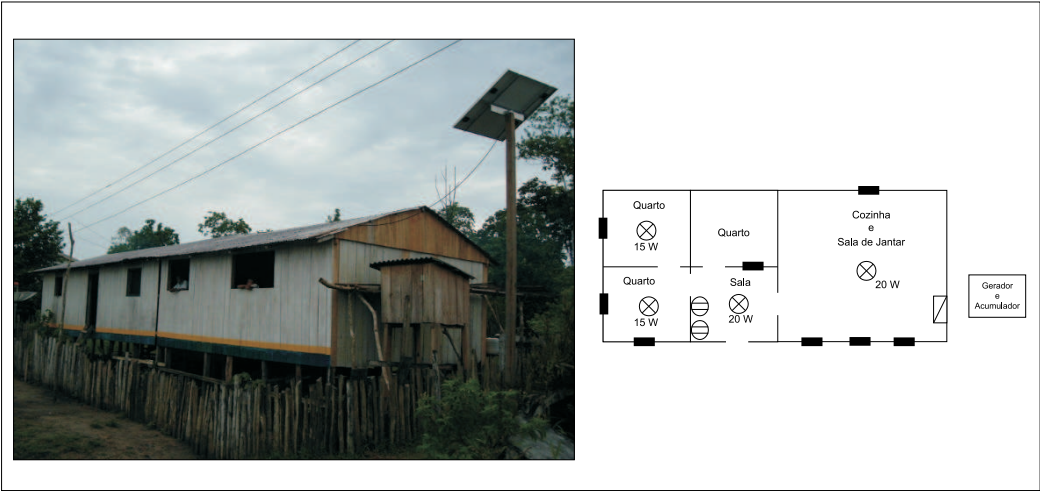 Quarto
15 W
Quarto
Cozinha
e
Sala de Jantar
20 W
Quarto
15 W
Sala
20 W
Gerador
e
Acumulador